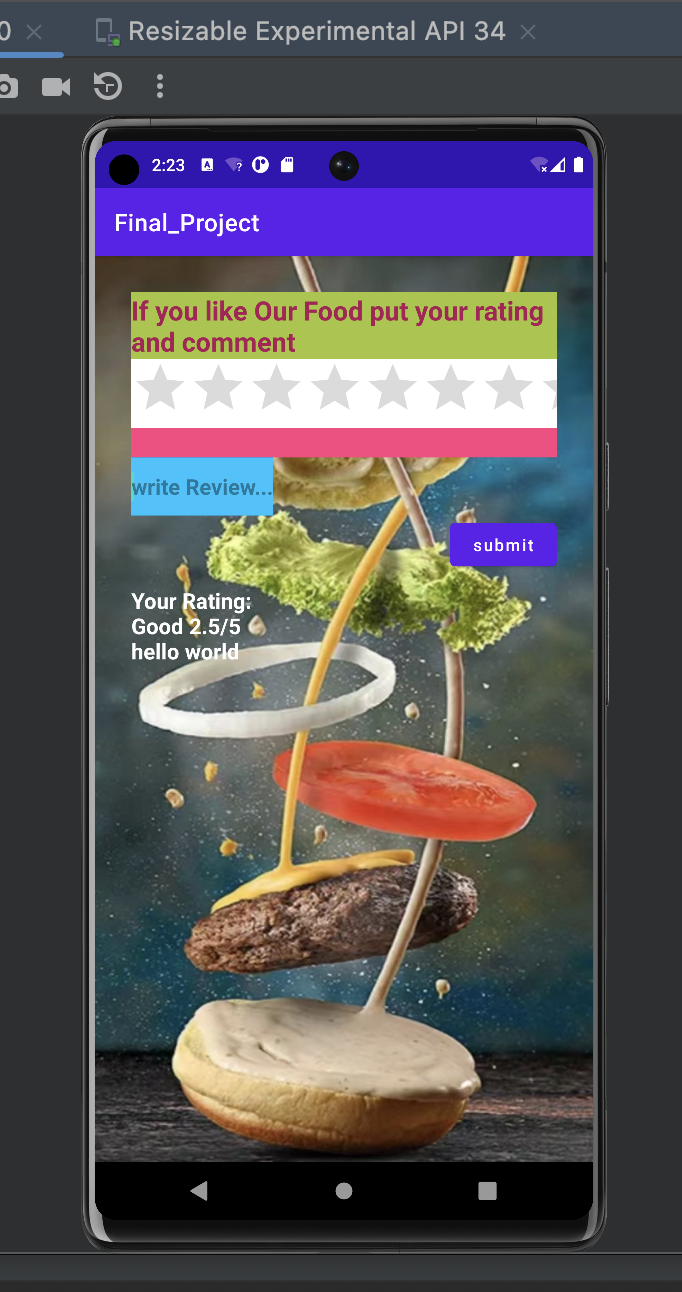 0
Resizable Experimental API 34
2:23
Final_Project
If you like Our Food put your rating
and comment
write Review...
submit
Your Rating:
Good 2.5/5
hello world